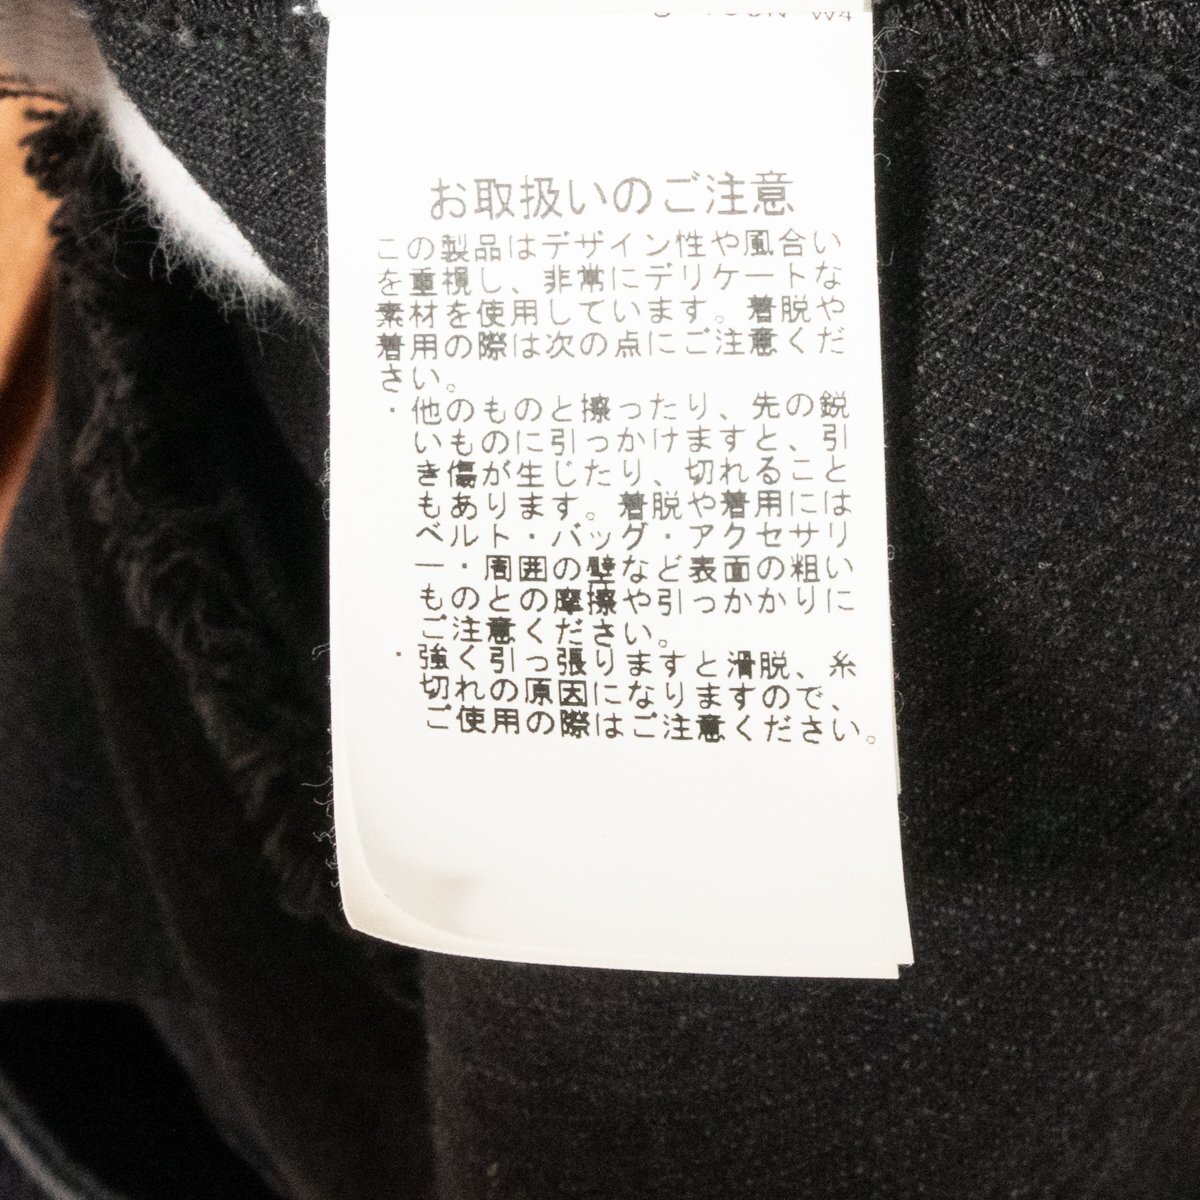 お取扱いのご注意
この製品はデザイン性や風合い
を重視し、非常にデリケートな
素材を使用しています。着脱や
着用の際は次の点にご注意くだ
さい。
・他のものと擦ったり、先の鋭
いものに引っかけますと、引
き傷が生じたり、切れること
もあります。着脱や着用には
ベルト・バッグ・アクセサリ
ー・周囲の壁など表面の粗い
ものとの摩擦や引っかかりに
ご注意ください。
・強く引っ張りますと滑脱、糸
切れの原因になりますので、
ご使用の際はご注意ください。